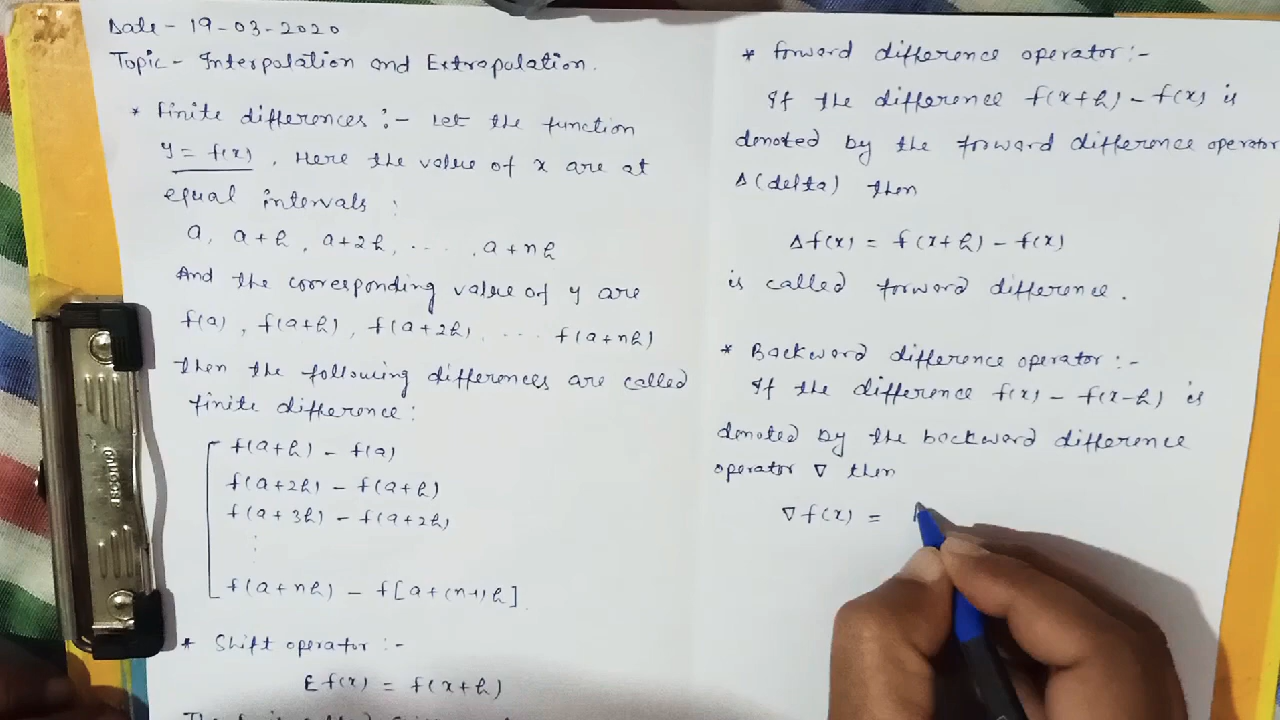 Date - 19-03-2020
Topic - Interpolation and Extrapolation.
* Finite differences :- Let the function
y = f(x). Here the value of x are at
equal intervals :
a, a+h, a+2h, ....., a+nh
And the corresponding value of y are
f(a), f(a+h), f(a+2h), .... f(a+nh)
then the following differences are called
finite difference :
f(a+h) - f(a)
f(a+2h) - f(a+h)
f(a+3h) - f(a+2h)
⋮
f(a+nh) - f[a+(n-1)h].
* Shift operator :-
E f(x) = f(x+h)
* forward difference operator :-
If the difference f(x+h) - f(x) is
denoted by the forward difference operator
Δ (delta) then
Δf(x) = f(x+h) - f(x)
is called forward difference.
* Backward difference operator :-
If the difference f(x) - f(x-h) is
denoted by the backward difference
operator ∇ then
∇f(x) =
asconu